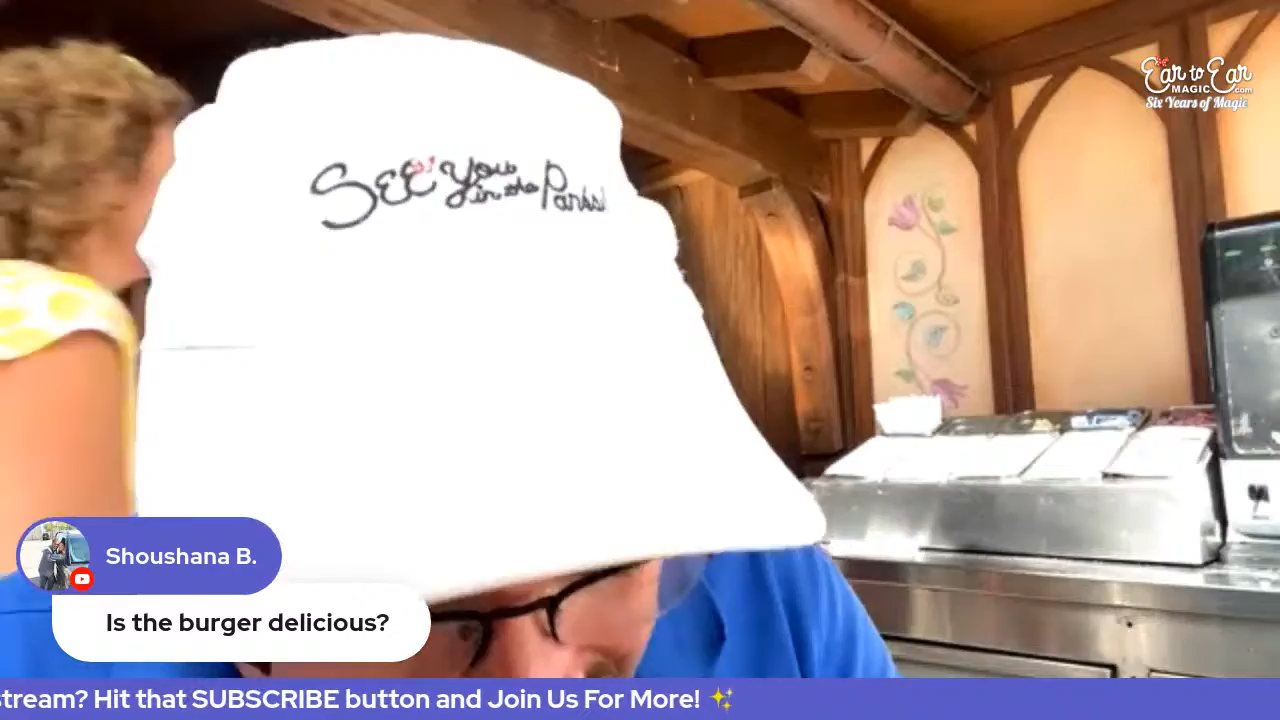 Ear to Ear
MAGIC.com
Six Years of Magic
SEE You in the Parks!
Shoushana B.
Is the burger delicious?
stream? Hit that SUBSCRIBE button and Join Us For More! ✨